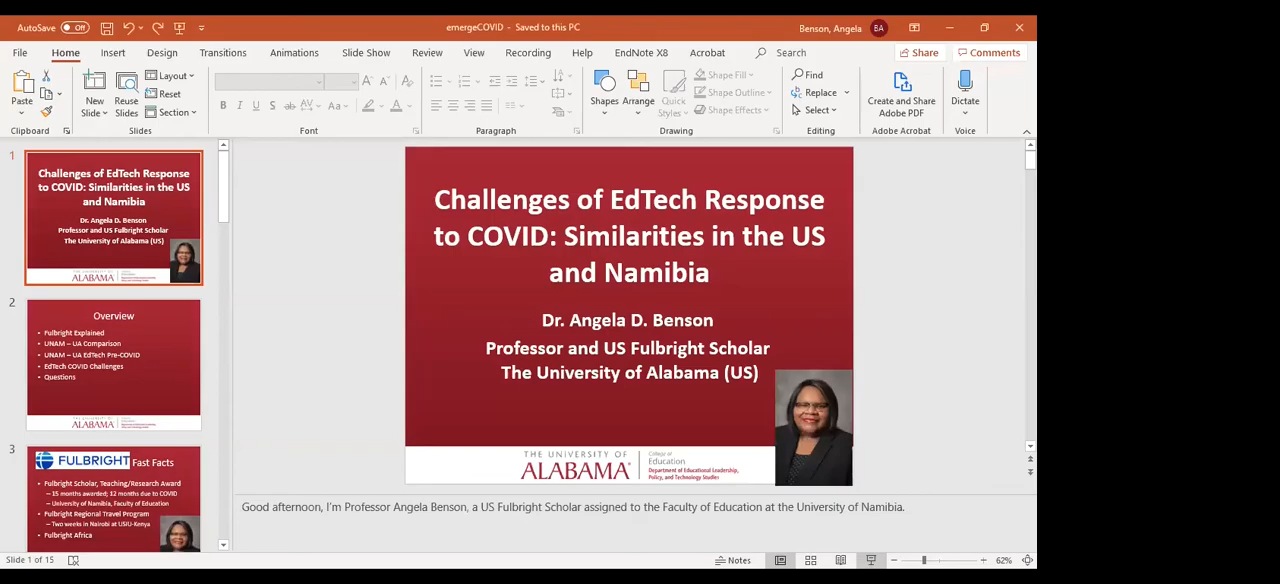 AutoSave Off
emergeCOVID - Saved to this PC
Benson, Angela BA
File Home Insert Design Transitions Animations Slide Show Review View Recording Help EndNote X8 Acrobat Search Share Comments
Paste
New Slide
Reuse Slides
Layout
Reset
Section
B I U S ab AV Aa A
Shapes
Arrange
Quick Styles
Shape Fill
Shape Outline
Shape Effects
Find
Replace
Select
Create and Share
Adobe PDF
Dictate
Clipboard Slides Font Paragraph Drawing Editing Adobe Acrobat Voice
1
Challenges of EdTech Response
to COVID: Similarities in the US
and Namibia
Dr. Angela D. Benson
Professor and US Fulbright Scholar
The University of Alabama (US)
ALABAMA
2
Overview
• Fulbright Explained
• UNAM – UA Comparison
• UNAM – UA EdTech Pre-COVID
• EdTech COVID Challenges
• Questions
ALABAMA
3
FULBRIGHT Fast Facts
• Fulbright Scholar, Teaching/Research Award
– 15 months awarded; 12 months due to COVID
– University of Namibia, Faculty of Education
• Fulbright Regional Travel Program
– Two weeks in Nairobi at USIU-Kenya
• Fulbright Africa
Challenges of EdTech Response
to COVID: Similarities in the US
and Namibia
Dr. Angela D. Benson
Professor and US Fulbright Scholar
The University of Alabama (US)
THE UNIVERSITY OF
ALABAMA®
College of
Education
Department of Educational Leadership,
Policy, and Technology Studies
Good afternoon, I'm Professor Angela Benson, a US Fulbright Scholar assigned to the Faculty of Education at the University of Namibia.
Slide 1 of 15
Notes
62%